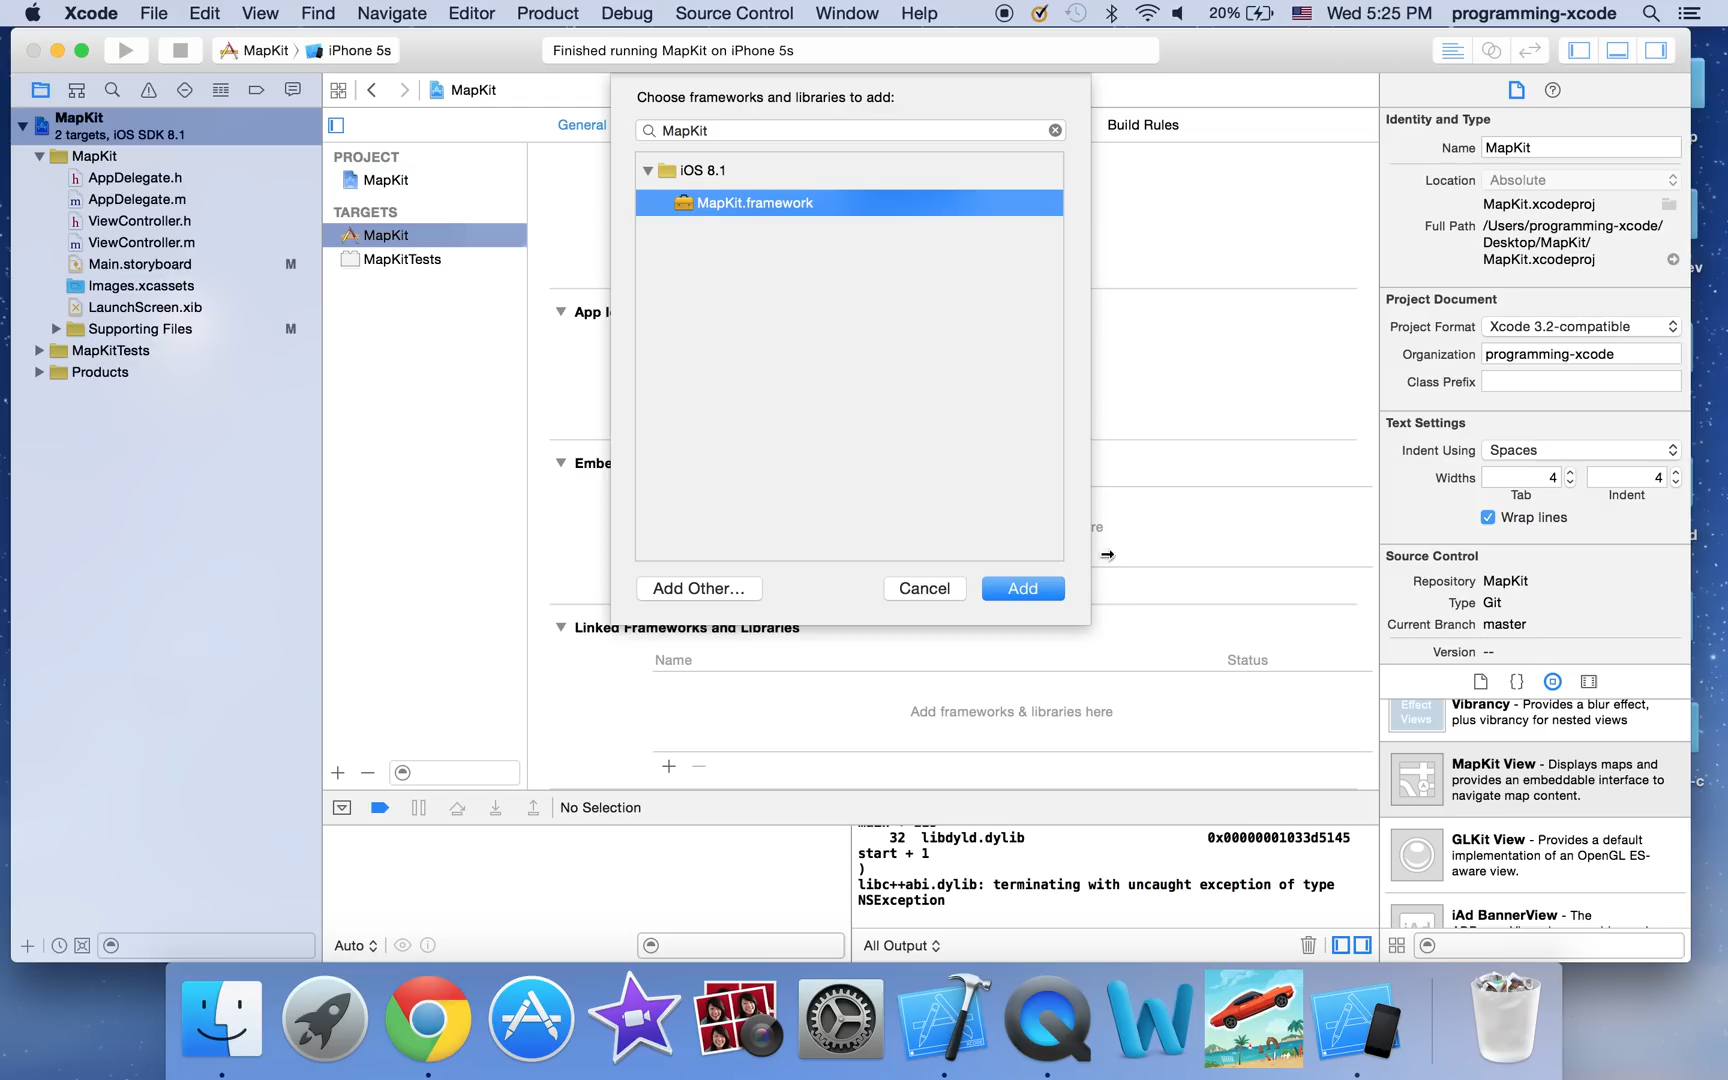 Xcode File Edit View Find Navigate Editor Product Debug Source Control Window Help 20% Wed 5:25 PM programming-xcode
MapKit iPhone 5s
Finished running MapKit on iPhone 5s
MapKit
2 targets, iOS SDK 8.1
MapKit
AppDelegate.h
AppDelegate.m
ViewController.h
ViewController.m
Main.storyboard M
Images.xcassets
LaunchScreen.xib
Supporting Files M
MapKitTests
Products
MapKit
General
Build Rules
PROJECT
MapKit
TARGETS
MapKit
MapKitTests
Choose frameworks and libraries to add:
MapKit
iOS 8.1
MapKit.framework
Add Other...
Cancel
Add
App I
Embe
re
Linked Frameworks and Libraries
Name Status
Add frameworks & libraries here
No Selection
32 libdyld.dylib 0x00000001033d5145
start + 1
)
libc++abi.dylib: terminating with uncaught exception of type
NSException
Auto
All Output
Identity and Type
Name MapKit
Location Absolute
MapKit.xcodeproj
Full Path /Users/programming-xcode/
Desktop/MapKit/
MapKit.xcodeproj
Project Document
Project Format Xcode 3.2-compatible
Organization programming-xcode
Class Prefix
Text Settings
Indent Using Spaces
Widths 4 4
Tab Indent
Wrap lines
Source Control
Repository MapKit
Type Git
Current Branch master
Version --
Effect
Views
Vibrancy - Provides a blur effect,
plus vibrancy for nested views
MapKit View - Displays maps and
provides an embeddable interface to
navigate map content.
GLKit View - Provides a default
implementation of an OpenGL ES-
aware view.
iAd BannerView - The